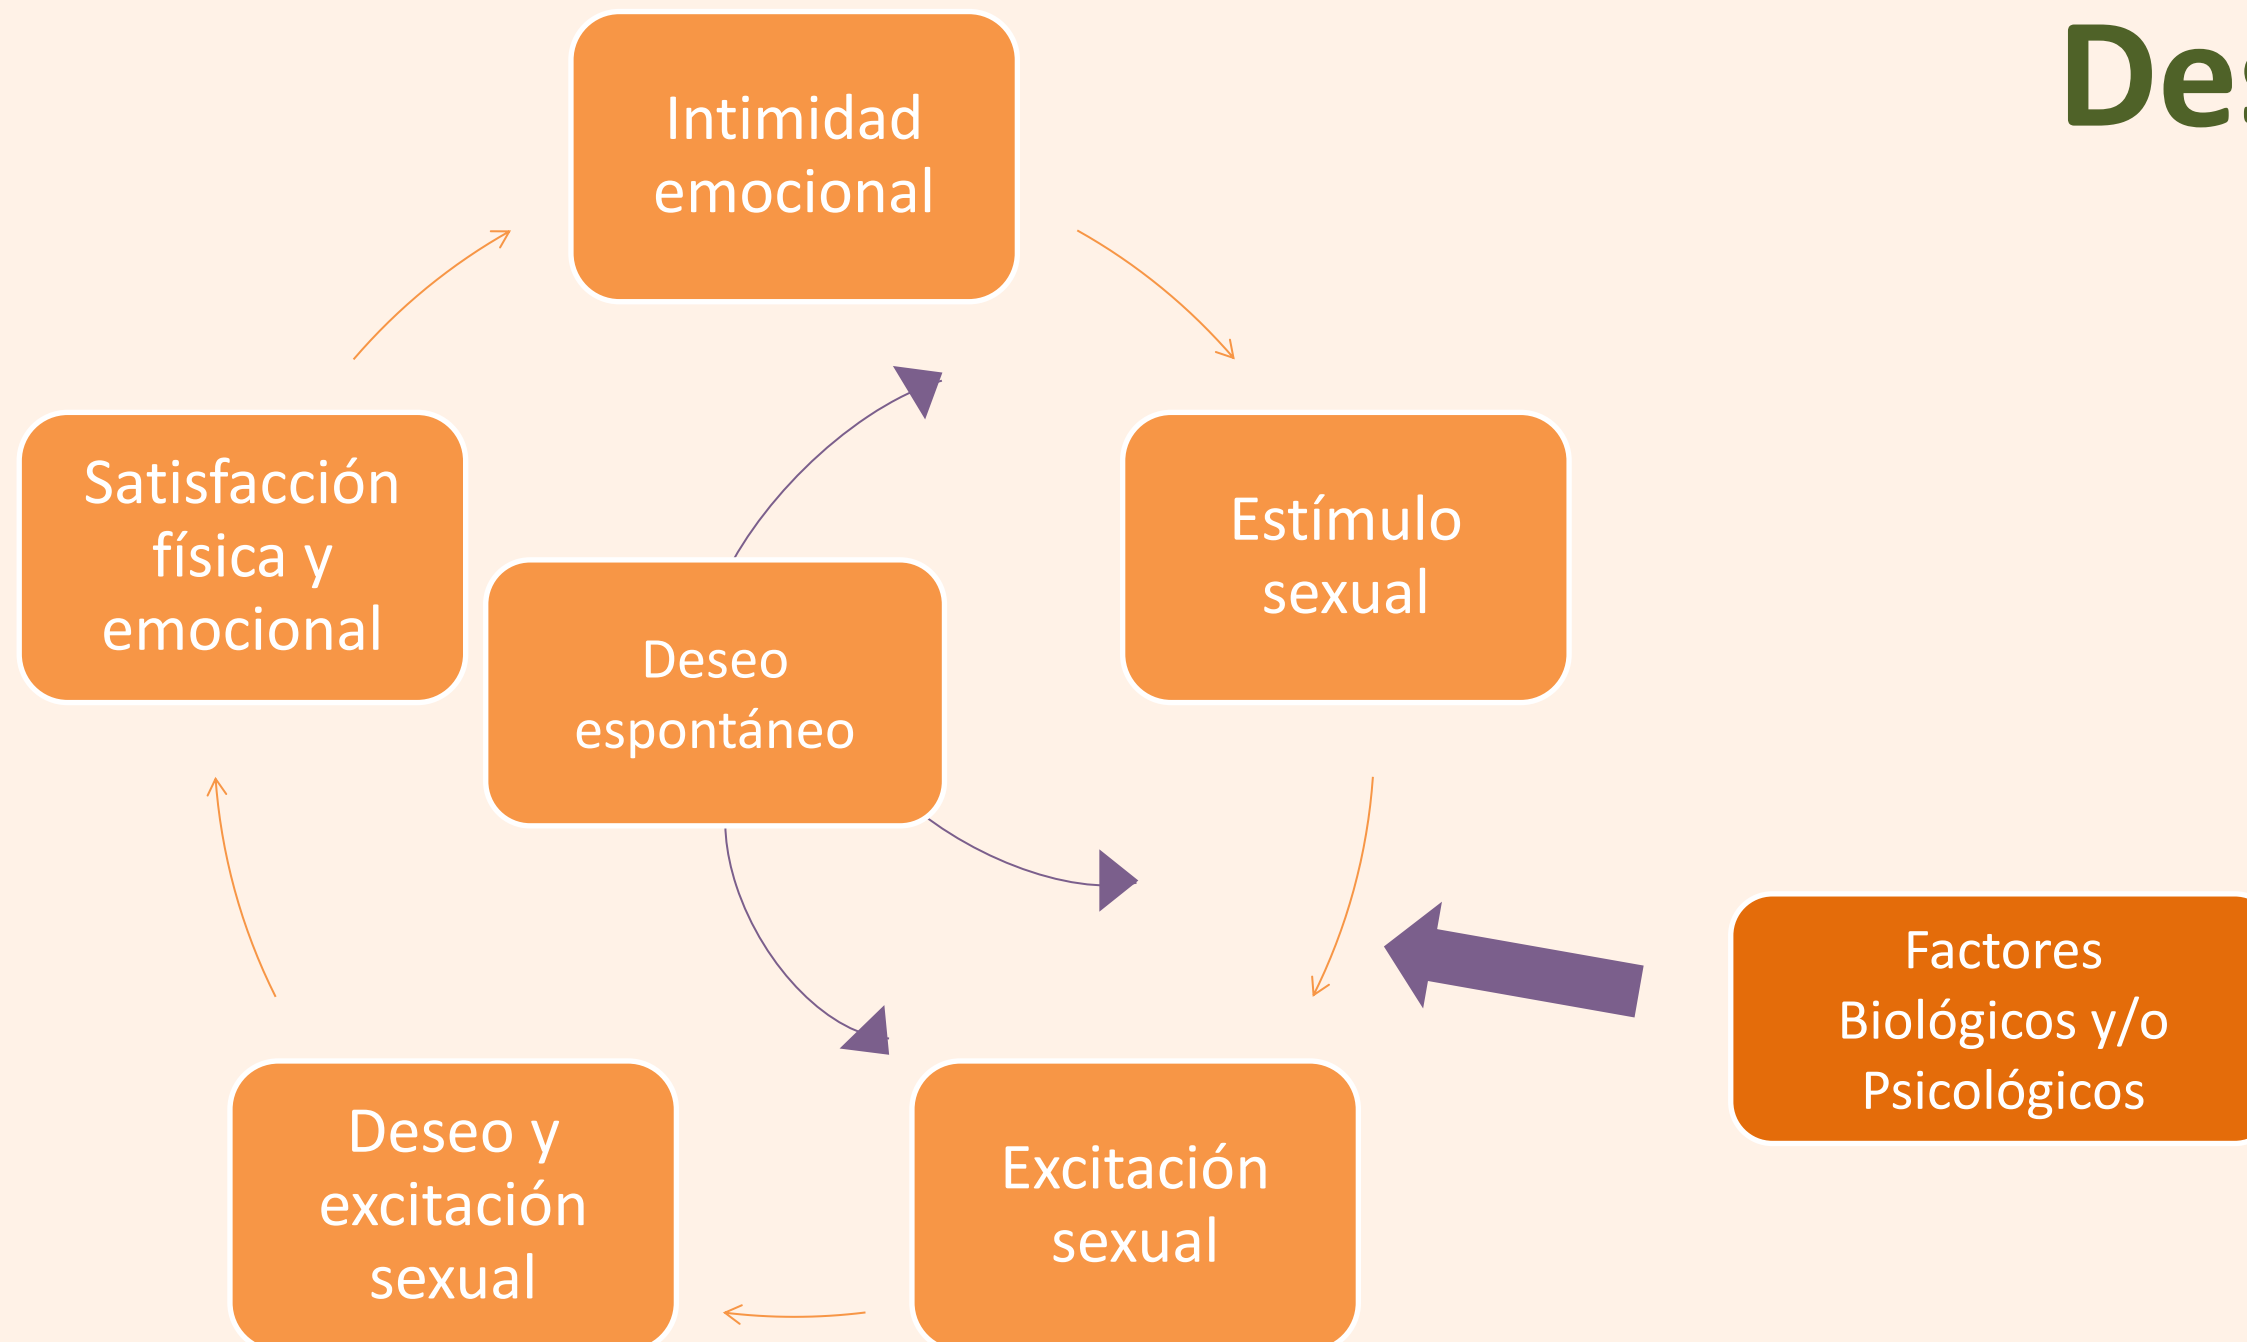 Des
Intimidad
emocional
Satisfacción
física y
emocional
Estímulo
sexual
Deseo
espontáneo
Factores
Biológicos y/o
Psicológicos
Deseo y
excitación
sexual
Excitación
sexual